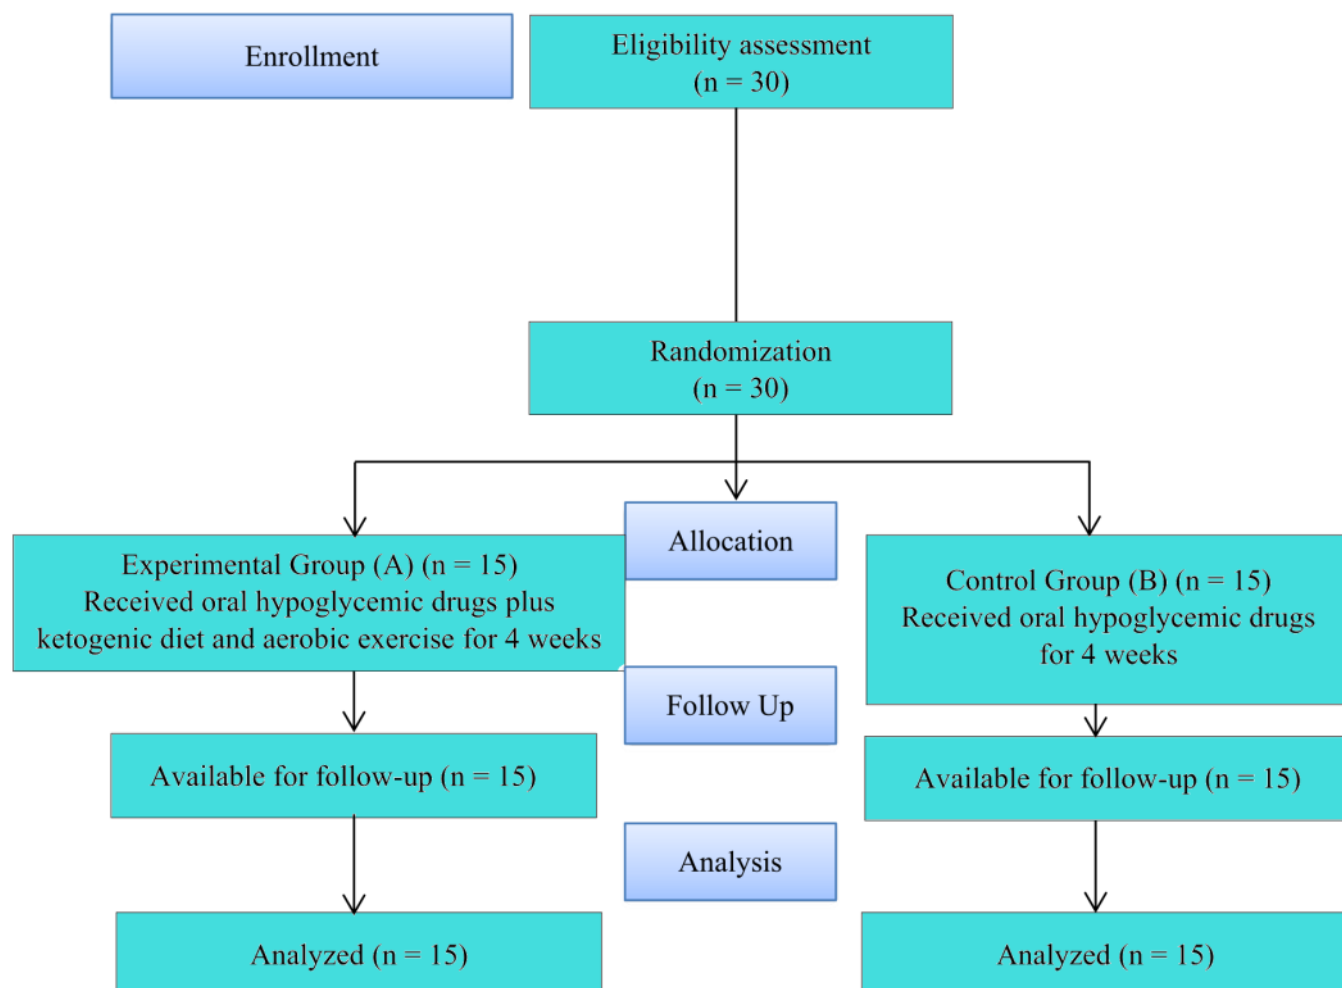 Enrollment
Eligibility assessment
(n = 30)
Randomization
(n = 30)
Allocation
Experimental Group (A) (n = 15)
Received oral hypoglycemic drugs plus
ketogenic diet and aerobic exercise for 4 weeks
Control Group (B) (n = 15)
Received oral hypoglycemic drugs
for 4 weeks
Follow Up
Available for follow-up (n = 15)
Available for follow-up (n = 15)
Analysis
Analyzed (n = 15)
Analyzed (n = 15)